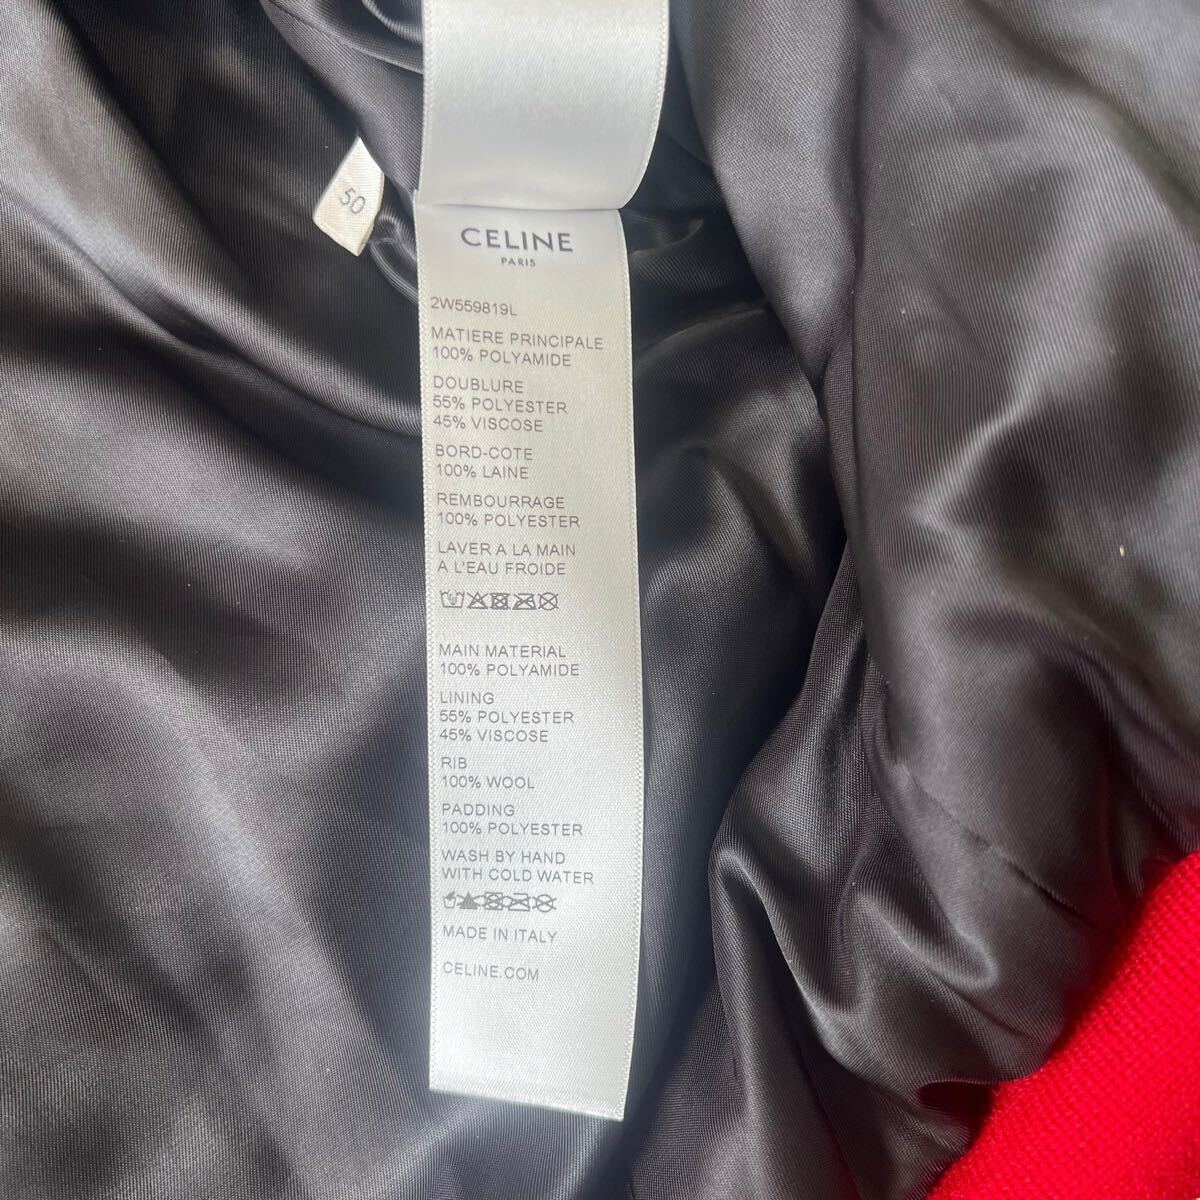 50
CELINE
PARIS
2W559819L
MATIERE PRINCIPALE
100% POLYAMIDE
DOUBLURE
55% POLYESTER
45% VISCOSE
BORD-COTE
100% LAINE
REMBOURRAGE
100% POLYESTER
LAVER A LA MAIN
A L'EAU FROIDE
MAIN MATERIAL
100% POLYAMIDE
LINING
55% POLYESTER
45% VISCOSE
RIB
100% WOOL
PADDING
100% POLYESTER
WASH BY HAND
WITH COLD WATER
MADE IN ITALY
CELINE.COM